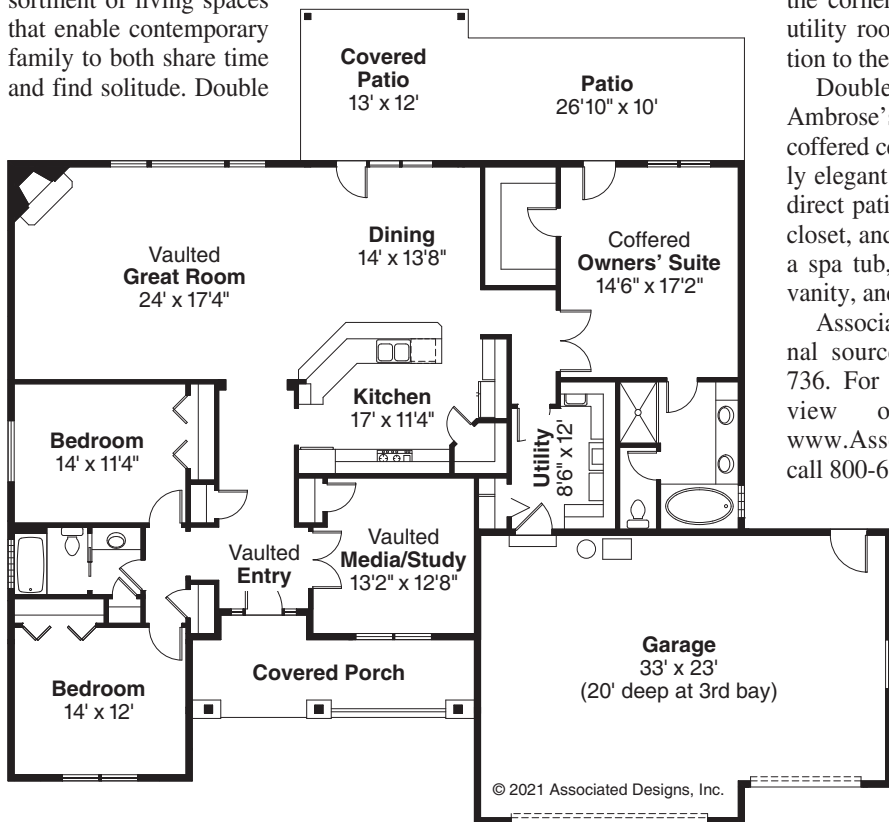 sortment of living spaces
that enable contemporary
family to both share time
and find solitude. Double
Covered
Patio
13' x 12'
Patio
26'10" x 10'
Vaulted
Great Room
24' x 17'4"
Dining
14' x 13'8"
Coffered
Owners' Suite
14'6" x 17'2"
Kitchen
17' x 11'4"
Bedroom
14' x 11'4"
Utility
8'6" x 12'
Vaulted
Entry
Vaulted
Media/Study
13'2" x 12'8"
Covered Porch
Bedroom
14' x 12'
Garage
33' x 23'
(20' deep at 3rd bay)
© 2021 Associated Designs, Inc.
the corner
utility roo
tion to the
Double
Ambrose's
coffered c
ly elegant
direct pati
closet, and
a spa tub,
vanity, and
Associa
nal sourc
736. For
view o
www.Ass
call 800-6